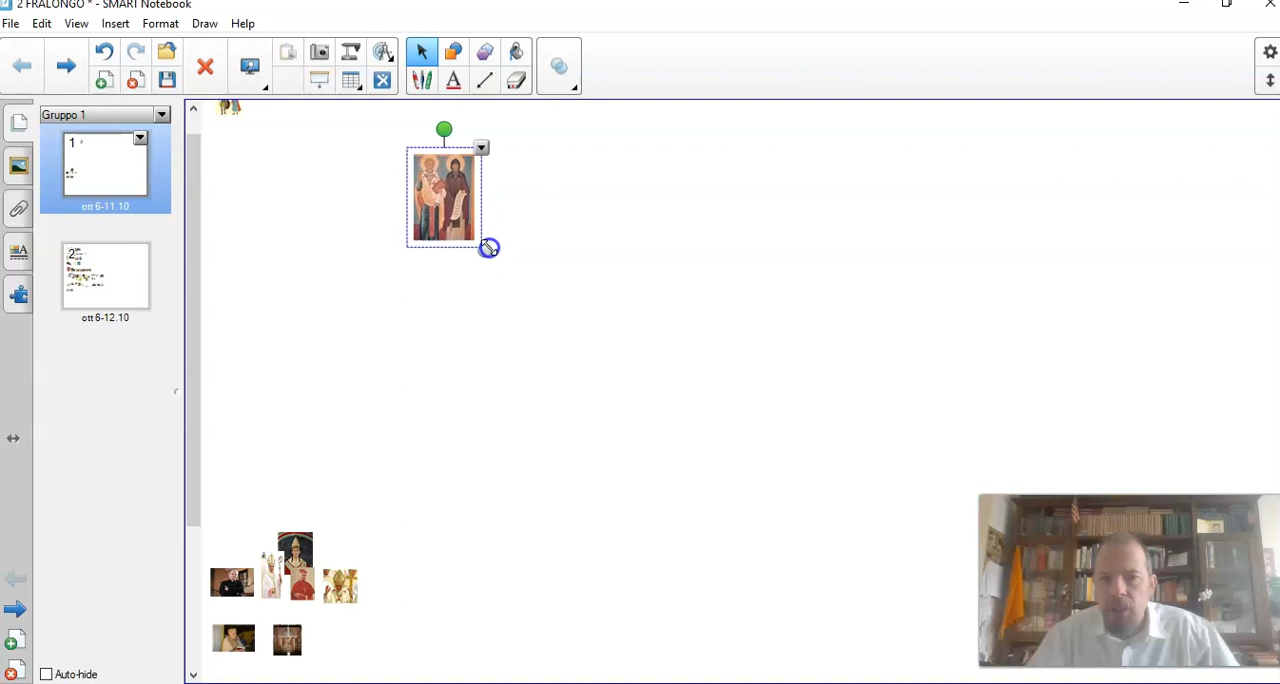 2 FRALONGO * - SMART Notebook
File Edit View Insert Format Draw Help
Gruppo 1
1
ott 6-11.10
2
ott 6-12.10
Auto-hide